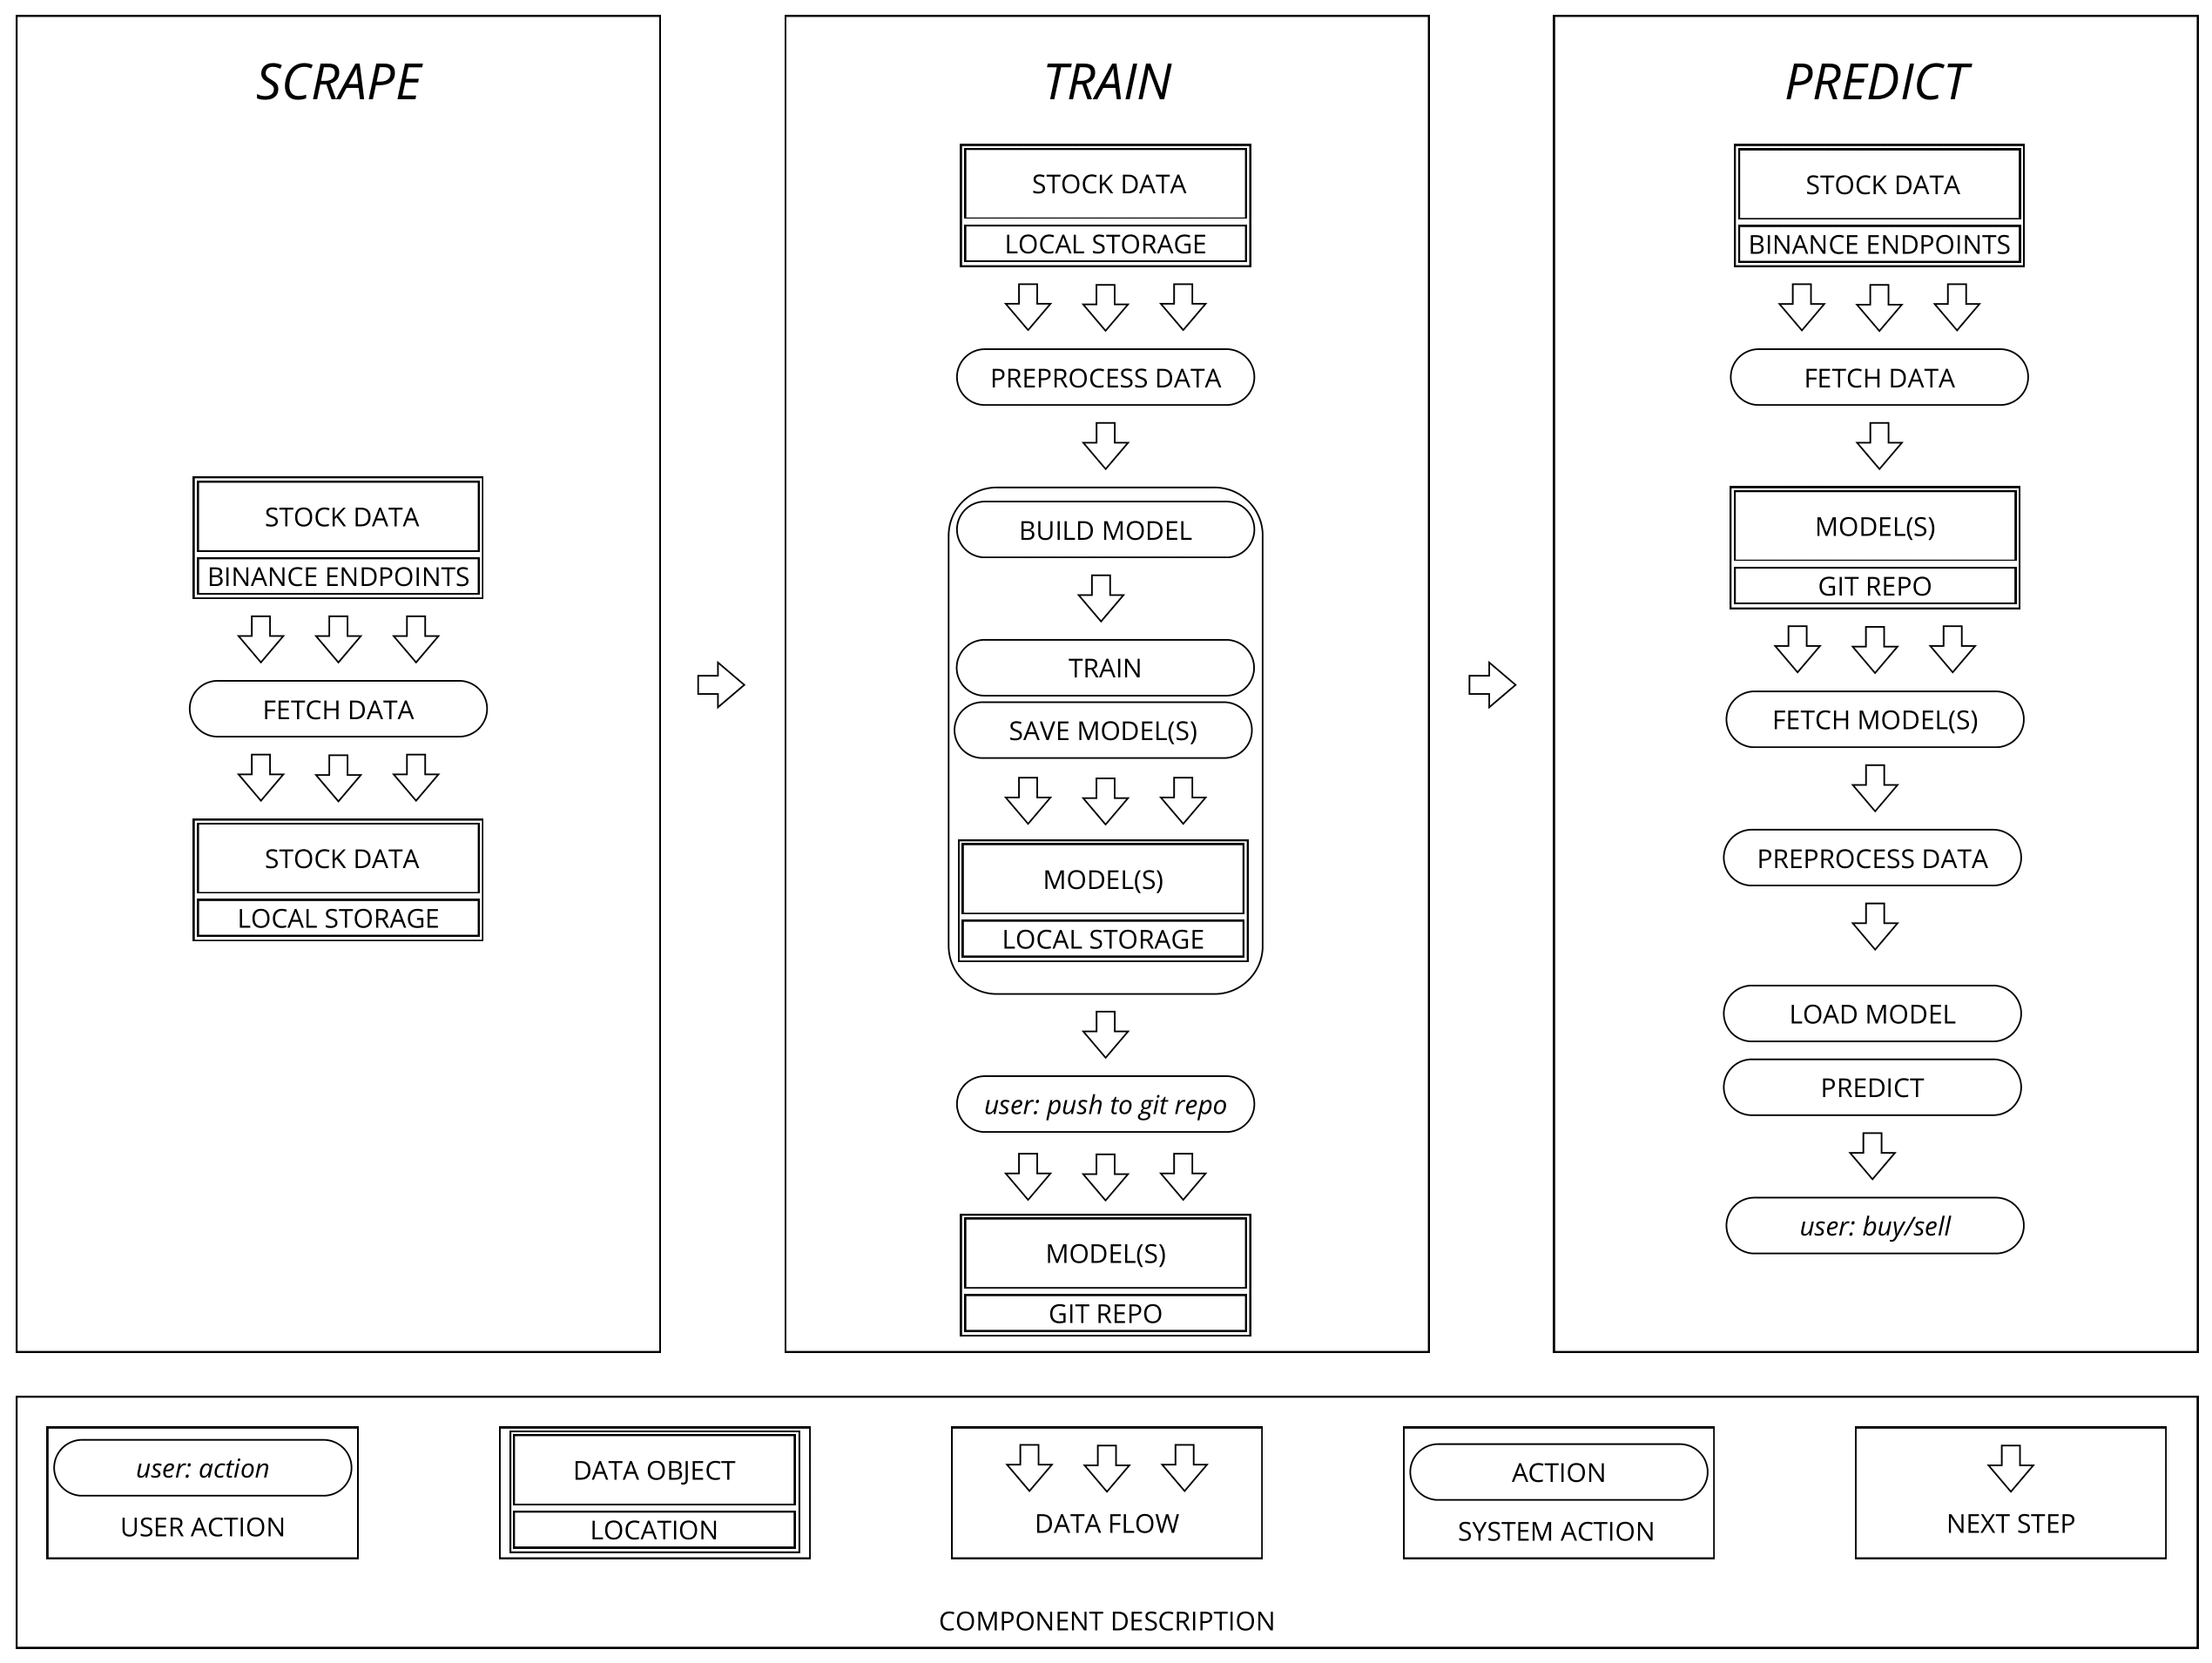 SCRAPE
STOCK DATA
BINANCE ENDPOINTS
FETCH DATA
STOCK DATA
LOCAL STORAGE
TRAIN
STOCK DATA
LOCAL STORAGE
PREPROCESS DATA
BUILD MODEL
TRAIN
SAVE MODEL(S)
MODEL(S)
LOCAL STORAGE
user: push to git repo
MODEL(S)
GIT REPO
PREDICT
STOCK DATA
BINANCE ENDPOINTS
FETCH DATA
MODEL(S)
GIT REPO
FETCH MODEL(S)
PREPROCESS DATA
LOAD MODEL
PREDICT
user: buy/sell
user: action
USER ACTION
DATA OBJECT
LOCATION
DATA FLOW
ACTION
SYSTEM ACTION
NEXT STEP
COMPONENT DESCRIPTION